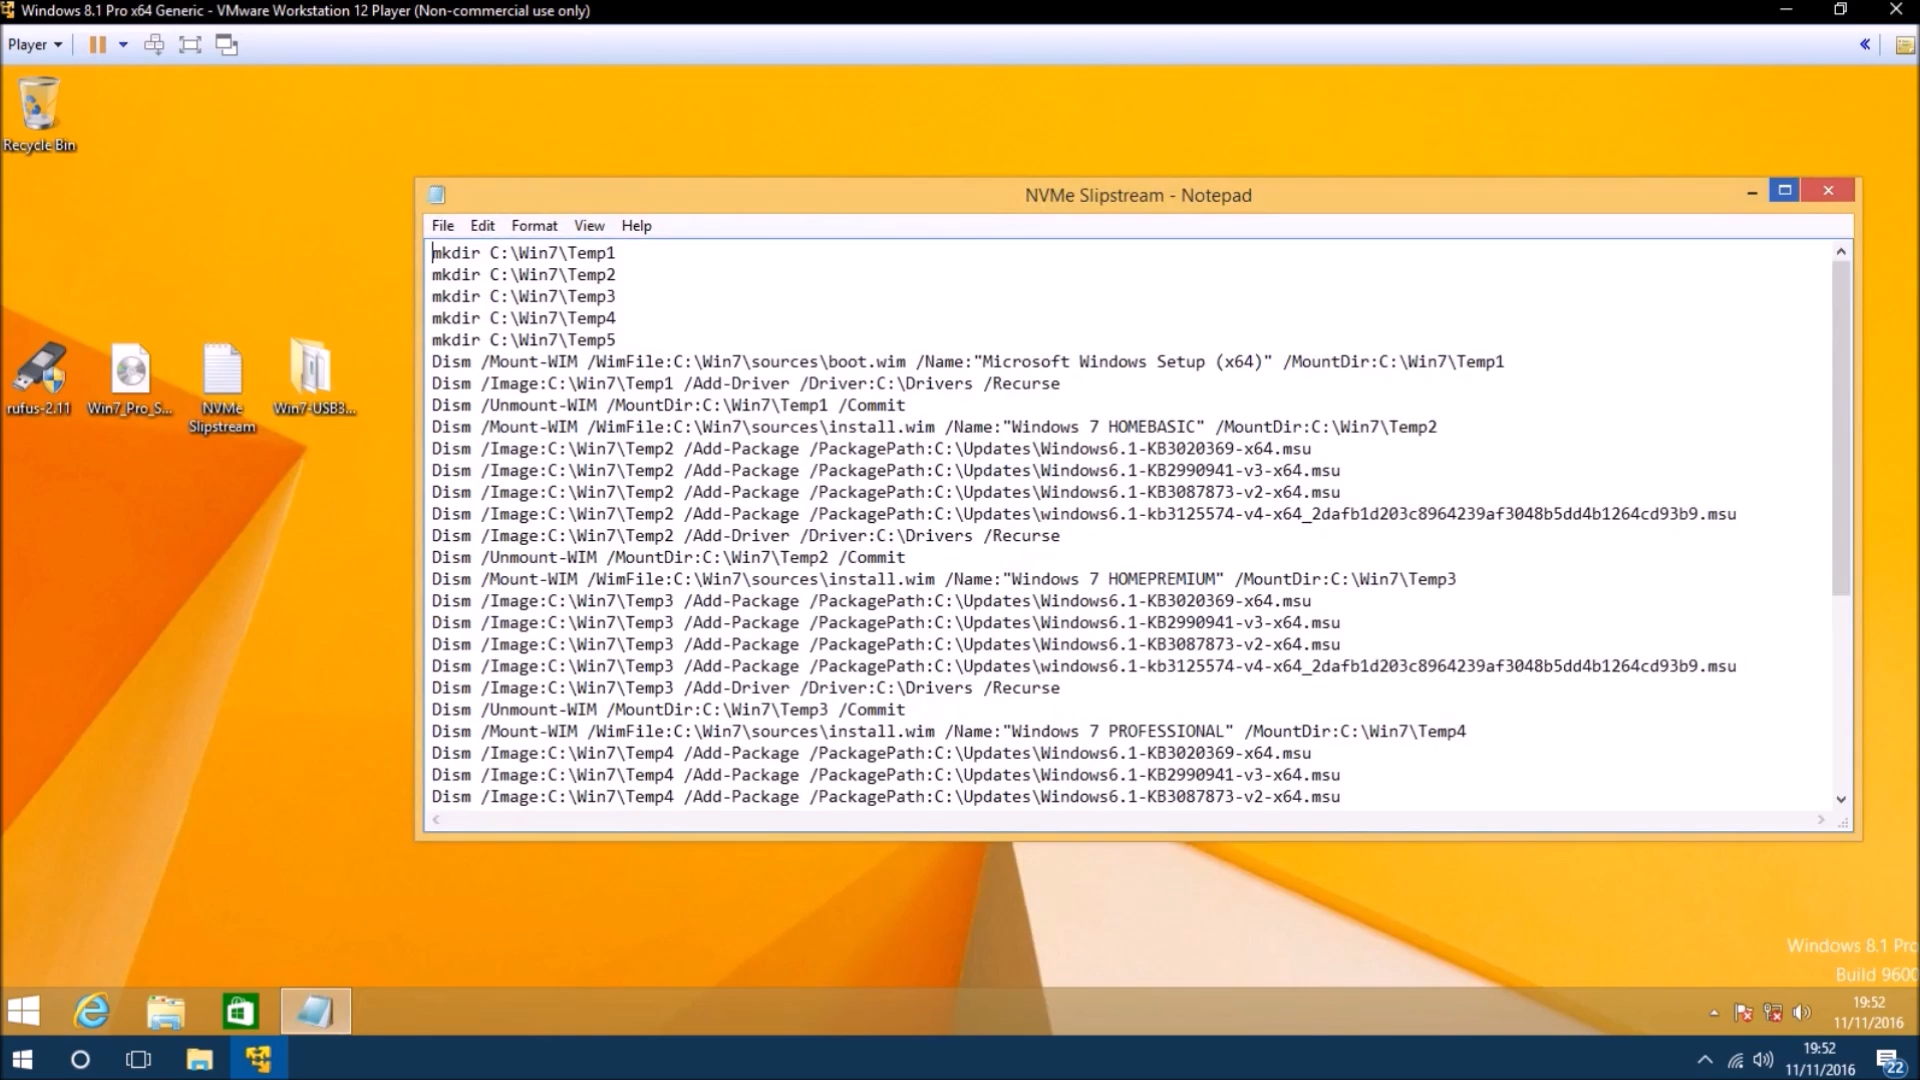 Windows 8.1 Pro x64 Generic - VMware Workstation 12 Player (Non-commercial use only)
Player
Recycle Bin
NVMe Slipstream - Notepad
File Edit Format View Help
mkdir C:\Win7\Temp1
mkdir C:\Win7\Temp2
mkdir C:\Win7\Temp3
mkdir C:\Win7\Temp4
mkdir C:\Win7\Temp5
Dism /Mount-WIM /WimFile:C:\Win7\sources\boot.wim /Name:"Microsoft Windows Setup (x64)" /MountDir:C:\Win7\Temp1
Dism /Image:C:\Win7\Temp1 /Add-Driver /Driver:C:\Drivers /Recurse
Dism /Unmount-WIM /MountDir:C:\Win7\Temp1 /Commit
Dism /Mount-WIM /WimFile:C:\Win7\sources\install.wim /Name:"Windows 7 HOMEBASIC" /MountDir:C:\Win7\Temp2
Dism /Image:C:\Win7\Temp2 /Add-Package /PackagePath:C:\Updates\Windows6.1-KB3020369-x64.msu
Dism /Image:C:\Win7\Temp2 /Add-Package /PackagePath:C:\Updates\Windows6.1-KB2990941-v3-x64.msu
Dism /Image:C:\Win7\Temp2 /Add-Package /PackagePath:C:\Updates\Windows6.1-KB3087873-v2-x64.msu
Dism /Image:C:\Win7\Temp2 /Add-Package /PackagePath:C:\Updates\windows6.1-kb3125574-v4-x64_2dafb1d203c8964239af3048b5dd4b1264cd93b9.msu
Dism /Image:C:\Win7\Temp2 /Add-Driver /Driver:C:\Drivers /Recurse
Dism /Unmount-WIM /MountDir:C:\Win7\Temp2 /Commit
Dism /Mount-WIM /WimFile:C:\Win7\sources\install.wim /Name:"Windows 7 HOMEPREMIUM" /MountDir:C:\Win7\Temp3
Dism /Image:C:\Win7\Temp3 /Add-Package /PackagePath:C:\Updates\Windows6.1-KB3020369-x64.msu
Dism /Image:C:\Win7\Temp3 /Add-Package /PackagePath:C:\Updates\Windows6.1-KB2990941-v3-x64.msu
Dism /Image:C:\Win7\Temp3 /Add-Package /PackagePath:C:\Updates\Windows6.1-KB3087873-v2-x64.msu
Dism /Image:C:\Win7\Temp3 /Add-Package /PackagePath:C:\Updates\windows6.1-kb3125574-v4-x64_2dafb1d203c8964239af3048b5dd4b1264cd93b9.msu
Dism /Image:C:\Win7\Temp3 /Add-Driver /Driver:C:\Drivers /Recurse
Dism /Unmount-WIM /MountDir:C:\Win7\Temp3 /Commit
Dism /Mount-WIM /WimFile:C:\Win7\sources\install.wim /Name:"Windows 7 PROFESSIONAL" /MountDir:C:\Win7\Temp4
Dism /Image:C:\Win7\Temp4 /Add-Package /PackagePath:C:\Updates\Windows6.1-KB3020369-x64.msu
Dism /Image:C:\Win7\Temp4 /Add-Package /PackagePath:C:\Updates\Windows6.1-KB2990941-v3-x64.msu
Dism /Image:C:\Win7\Temp4 /Add-Package /PackagePath:C:\Updates\Windows6.1-KB3087873-v2-x64.msu
rufus-2.11
Win7_Pro_S...
NVMe
Slipstream
Win7-USB3...
Windows 8.1 Pro
Build 9600
19:52
11/11/2016
19:52
11/11/2016
22